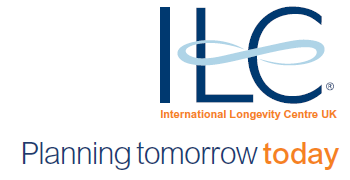 ILC®
International Longevity Centre UK
Planning tomorrow today